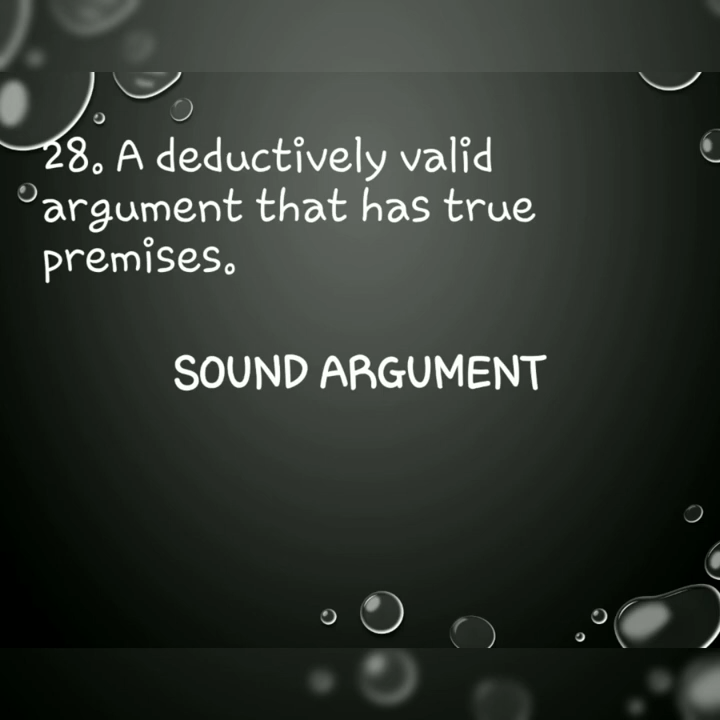 28. A deductively valid
argument that has true
premises.
SOUND ARGUMENT